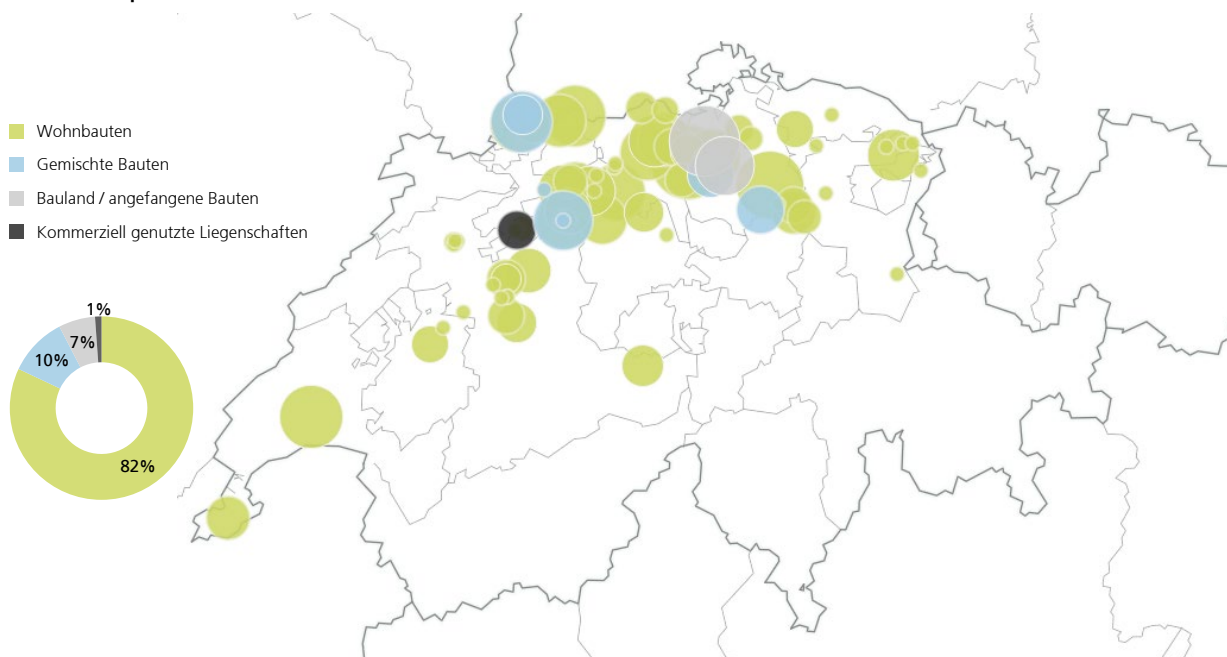 Wohnbauten
Gemischte Bauten
Bauland / angefangene Bauten
Kommerziell genutzte Liegenschaften
1%
7%
10%
82%